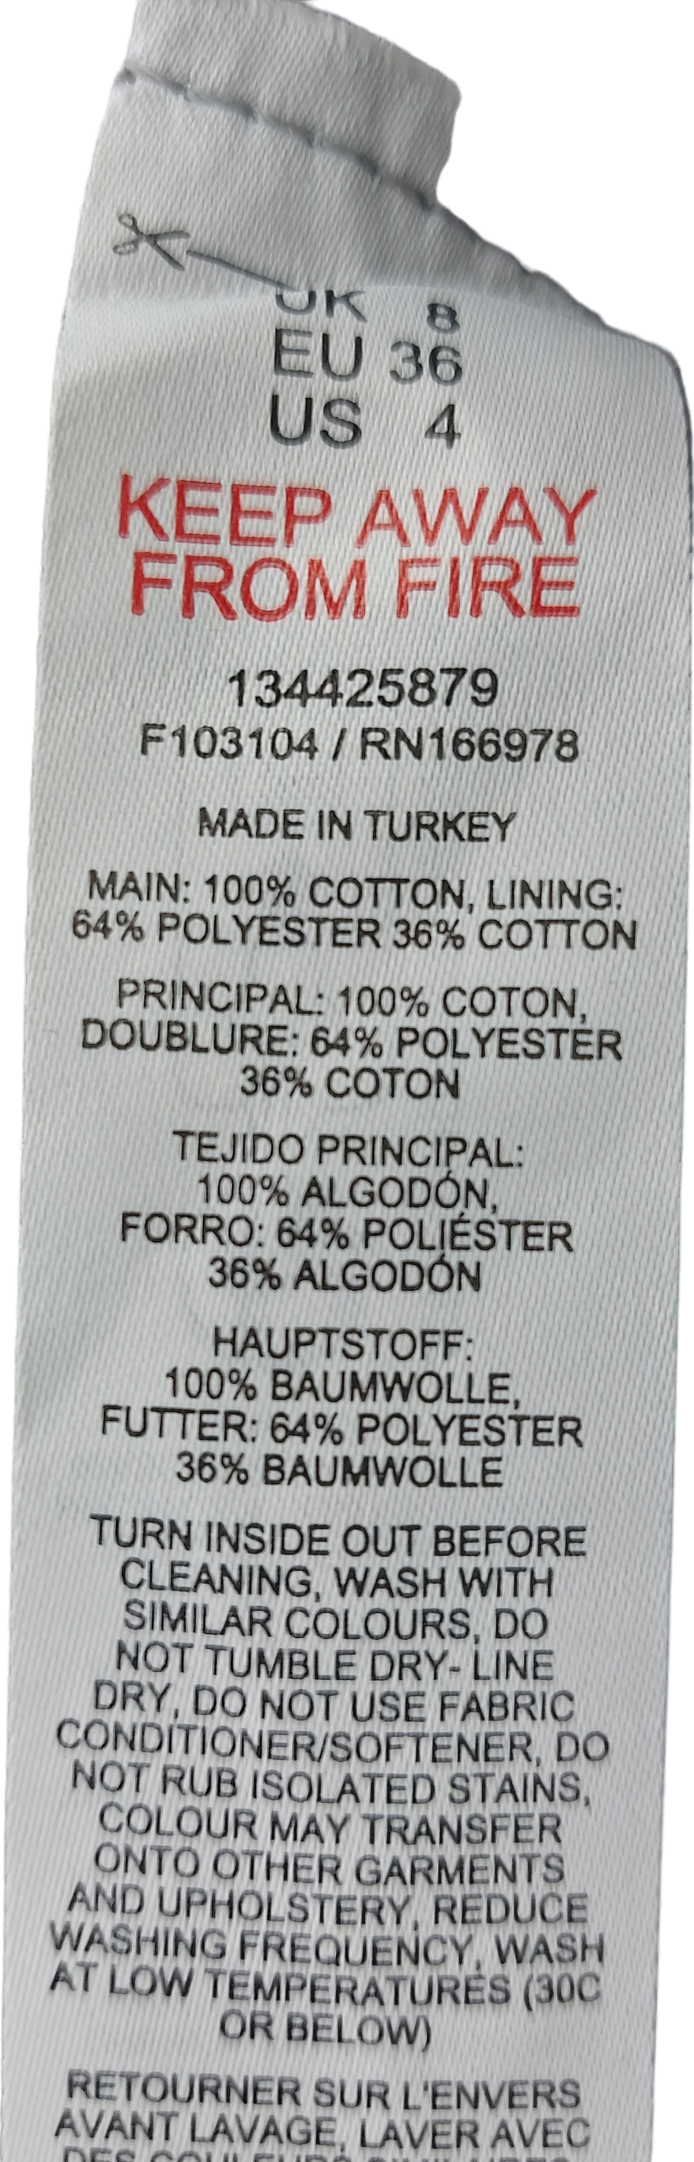 UK 8
EU 36
US 4
KEEP AWAY
FROM FIRE
134425879
F103104 / RN166978
MADE IN TURKEY
MAIN: 100% COTTON, LINING:
64% POLYESTER 36% COTTON
PRINCIPAL: 100% COTON,
DOUBLURE: 64% POLYESTER
36% COTON
TEJIDO PRINCIPAL:
100% ALGODÓN,
FORRO: 64% POLIÉSTER
36% ALGODÓN
HAUPTSTOFF:
100% BAUMWOLLE,
FUTTER: 64% POLYESTER
36% BAUMWOLLE
TURN INSIDE OUT BEFORE
CLEANING, WASH WITH
SIMILAR COLOURS, DO
NOT TUMBLE DRY- LINE
DRY, DO NOT USE FABRIC
CONDITIONER/SOFTENER, DO
NOT RUB ISOLATED STAINS,
COLOUR MAY TRANSFER
ONTO OTHER GARMENTS
AND UPHOLSTERY, REDUCE
WASHING FREQUENCY, WASH
AT LOW TEMPERATURES (30C
OR BELOW)
RETOURNER SUR L'ENVERS
AVANT LAVAGE, LAVER AVEC
DES COULEURS SIMILAIRES